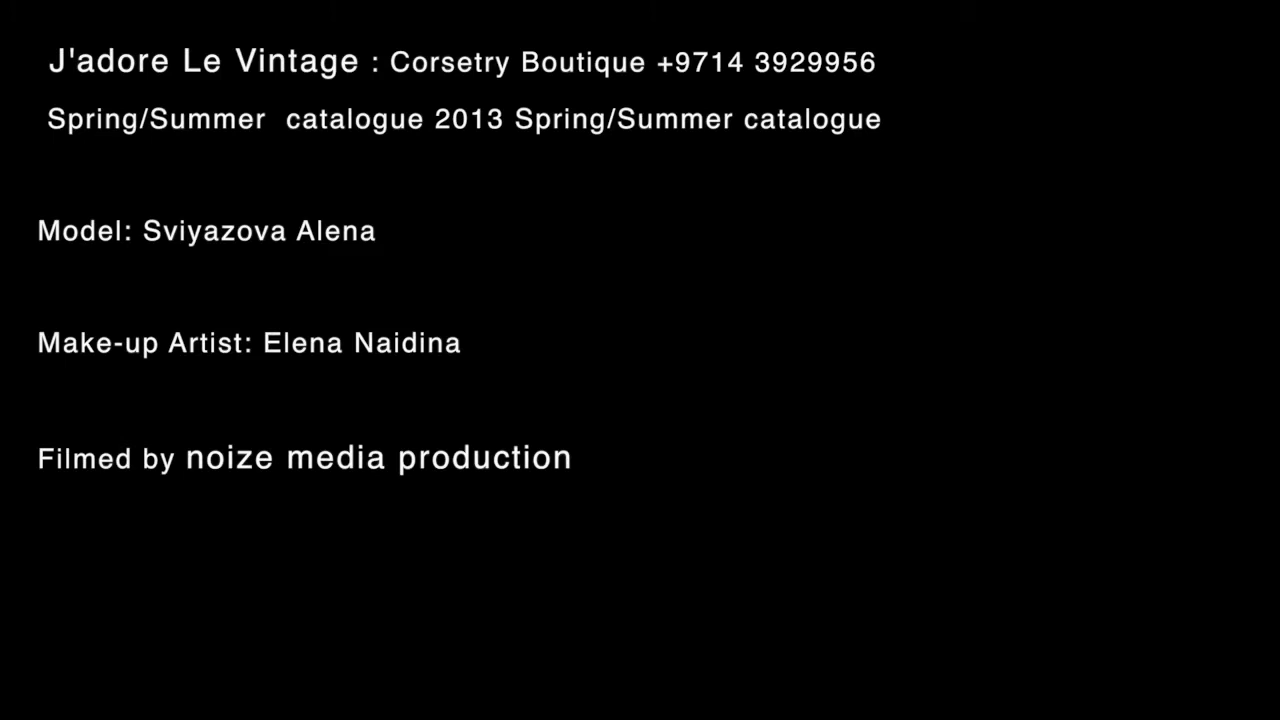 J'adore Le Vintage : Corsetry Boutique +9714 3929956
Spring/Summer  catalogue 2013 Spring/Summer catalogue
Model: Sviyazova Alena
Make-up Artist: Elena Naidina
Filmed by noize media production